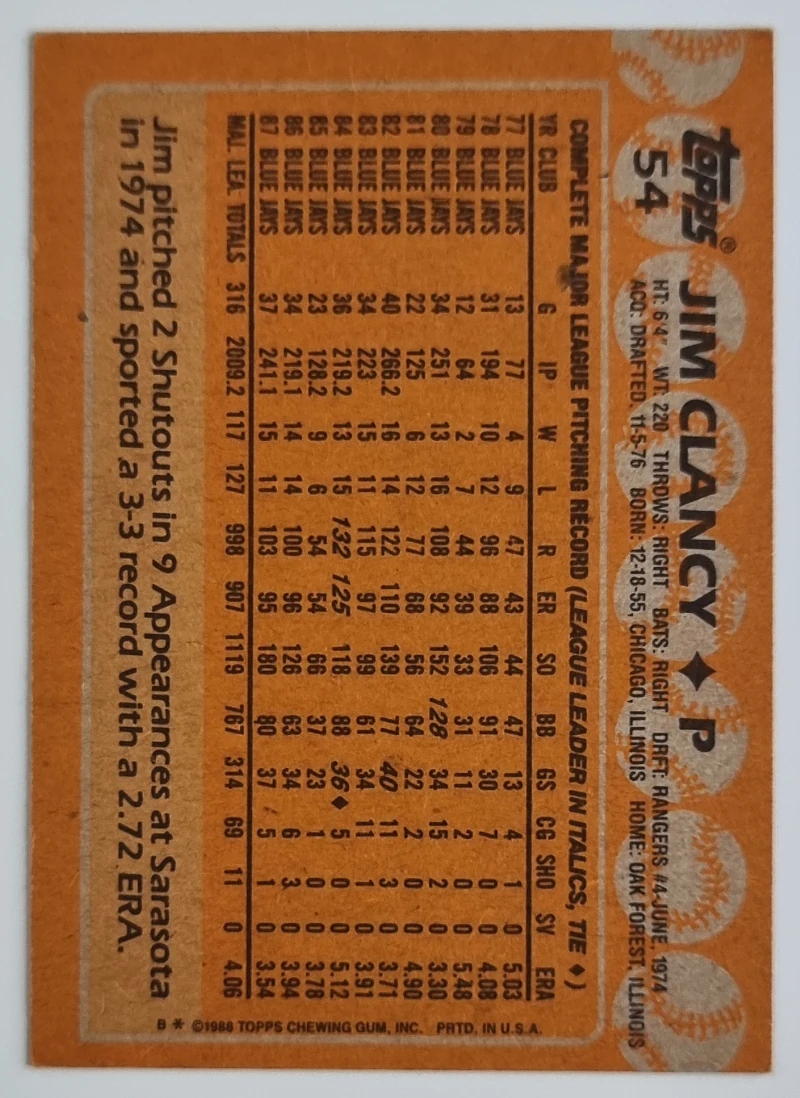 topps® JIM CLANCY ♦ P
54 HT: 6'4" WT: 220 THROWS: RIGHT BATS: RIGHT DRFT: RANGERS #4-JUNE, 1974
ACQ: DRAFTED, 11-5-76 BORN: 12-18-55, CHICAGO, ILLINOIS HOME: OAK FOREST, ILLINOIS
COMPLETE MAJOR LEAGUE PITCHING RECORD (LEAGUE LEADER IN ITALICS, TIE ♦)
YR CLUB G IP W L R ER SO BB GS CG SHO SV ERA
77 BLUE JAYS 13 77 4 9 47 43 44 47 13 4 1 0 5.03
78 BLUE JAYS 31 194 10 12 96 88 106 91 30 7 0 0 4.08
79 BLUE JAYS 12 64 2 7 44 39 33 31 11 2 0 0 5.48
80 BLUE JAYS 34 251 13 16 108 92 152 128 34 15 2 0 3.30
81 BLUE JAYS 22 125 6 12 77 68 56 64 22 2 0 0 4.90
82 BLUE JAYS 40 266.2 16 14 122 110 139 77 40 11 3 0 3.71
83 BLUE JAYS 34 223 15 11 115 97 99 61 34 11 1 0 3.91
84 BLUE JAYS 36 219.2 13 15 132 125 118 88 36♦ 5 0 0 5.12
85 BLUE JAYS 23 128.2 9 6 54 54 66 37 23 1 0 0 3.78
86 BLUE JAYS 34 219.1 14 14 100 96 126 63 34 6 3 0 3.94
87 BLUE JAYS 37 241.1 15 11 103 95 180 80 37 5 1 0 3.54
MAJ. LEA. TOTALS 316 2009.2 117 127 998 907 1119 767 314 69 11 0 4.06
Jim pitched 2 Shutouts in 9 Appearances at Sarasota
in 1974 and sported a 3-3 record with a 2.72 ERA.
B * ©1988 TOPPS CHEWING GUM, INC. PRTD. IN U.S.A.